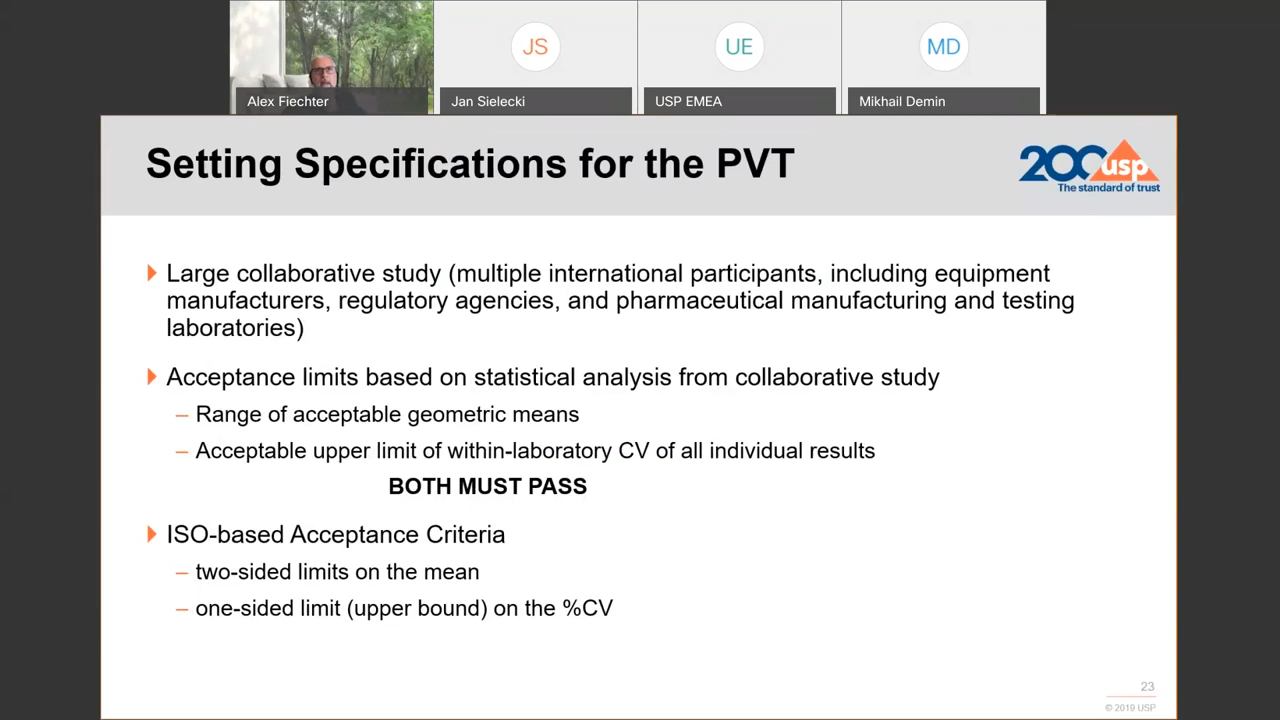 JS
UE
MD
Alex Fiechter
Jan Sielecki
USP EMEA
Mikhail Demin
Setting Specifications for the PVT
200 usp
The standard of trust
Large collaborative study (multiple international participants, including equipment
manufacturers, regulatory agencies, and pharmaceutical manufacturing and testing
laboratories)
Acceptance limits based on statistical analysis from collaborative study
– Range of acceptable geometric means
– Acceptable upper limit of within-laboratory CV of all individual results
BOTH MUST PASS
ISO-based Acceptance Criteria
– two-sided limits on the mean
– one-sided limit (upper bound) on the %CV
23
© 2019 USP